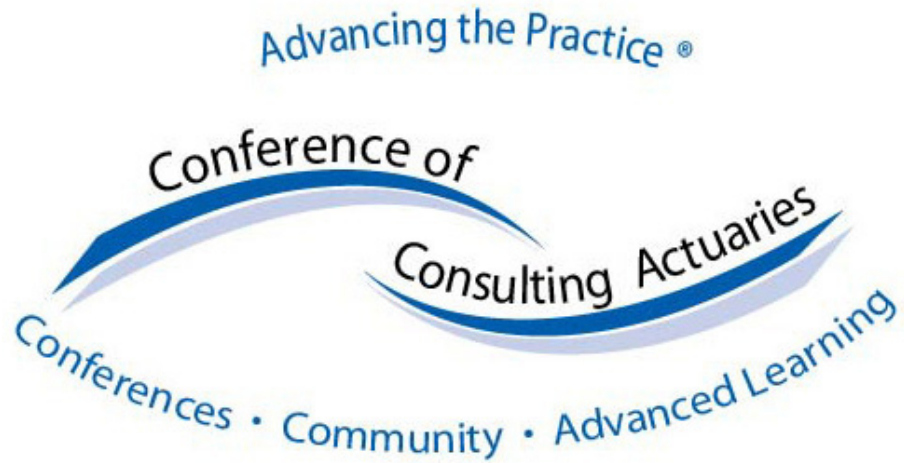 Advancing the Practice ®
Conference of
Consulting Actuaries
Conferences · Community · Advanced Learning